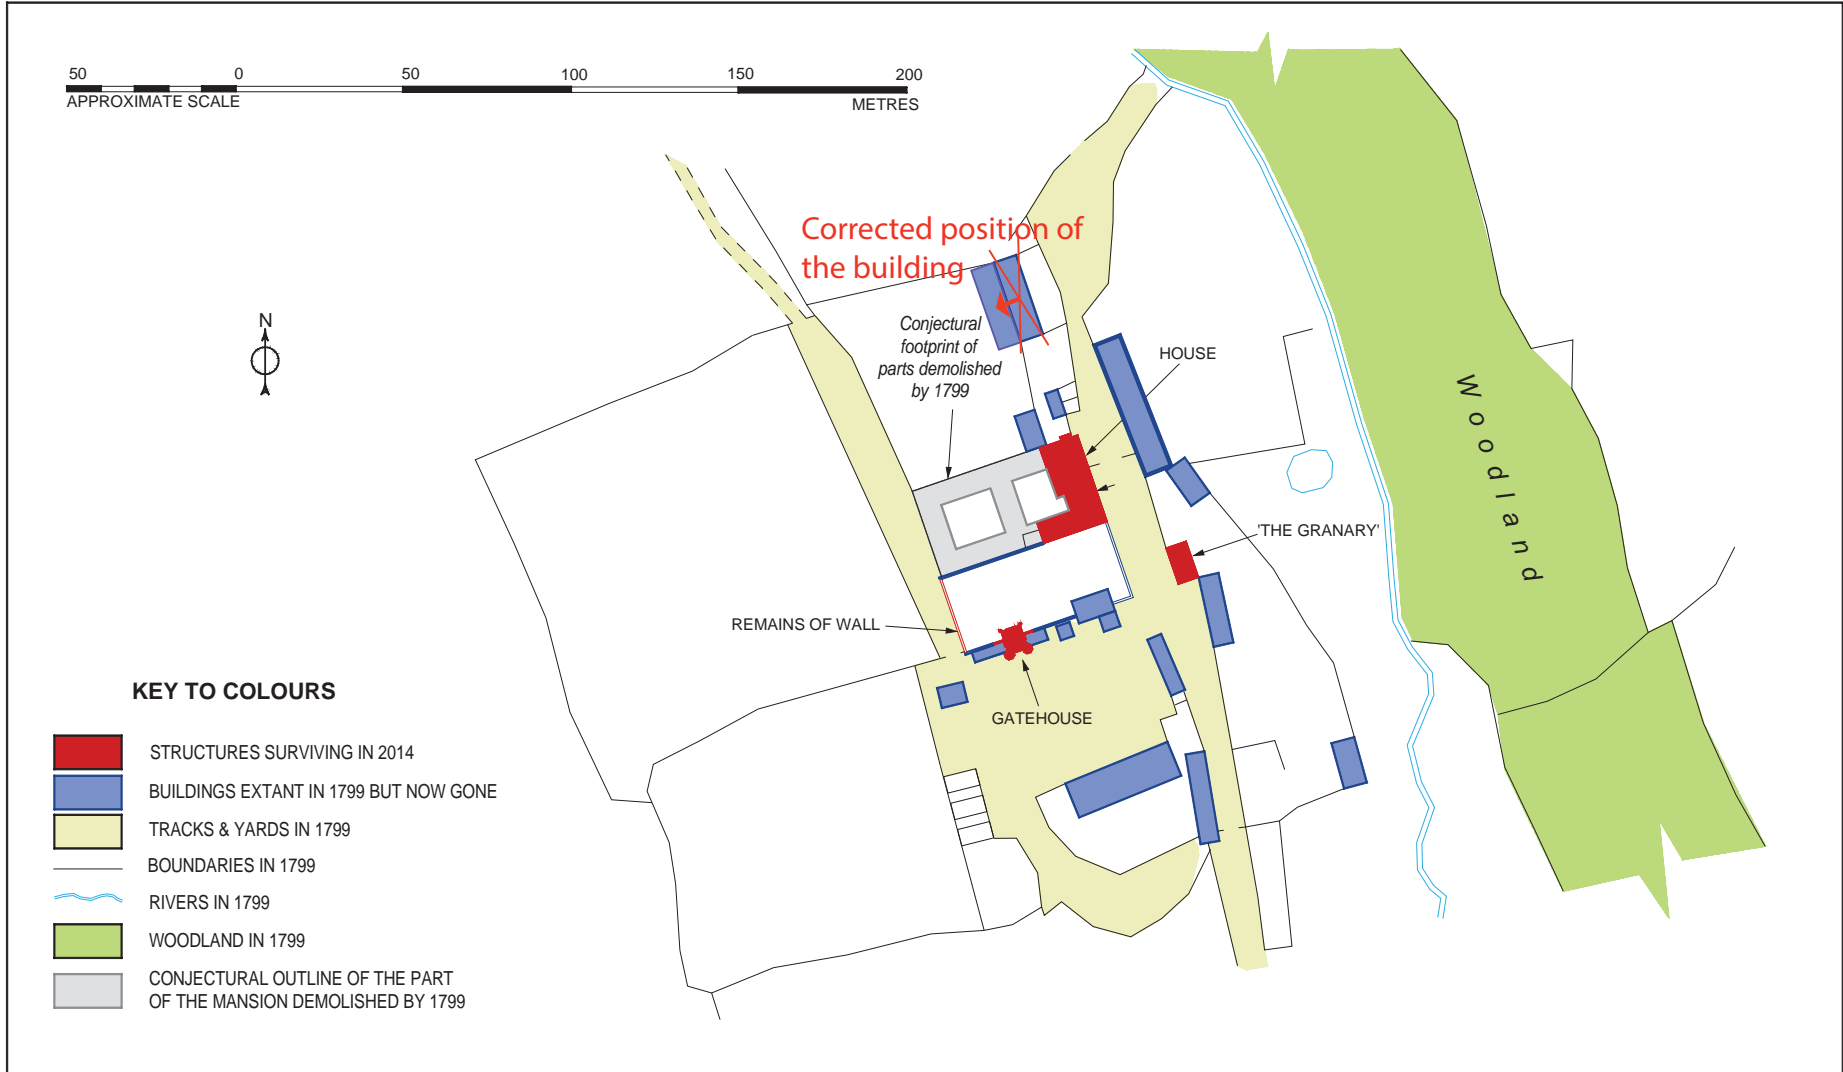 50 0 50 100 150 200
APPROXIMATE SCALE METRES
Corrected position of
the building
N
Conjectural
footprint of
parts demolished
by 1799
HOUSE
Woodland
'THE GRANARY'
REMAINS OF WALL
GATEHOUSE
KEY TO COLOURS
STRUCTURES SURVIVING IN 2014
BUILDINGS EXTANT IN 1799 BUT NOW GONE
TRACKS & YARDS IN 1799
BOUNDARIES IN 1799
RIVERS IN 1799
WOODLAND IN 1799
CONJECTURAL OUTLINE OF THE PART
OF THE MANSION DEMOLISHED BY 1799